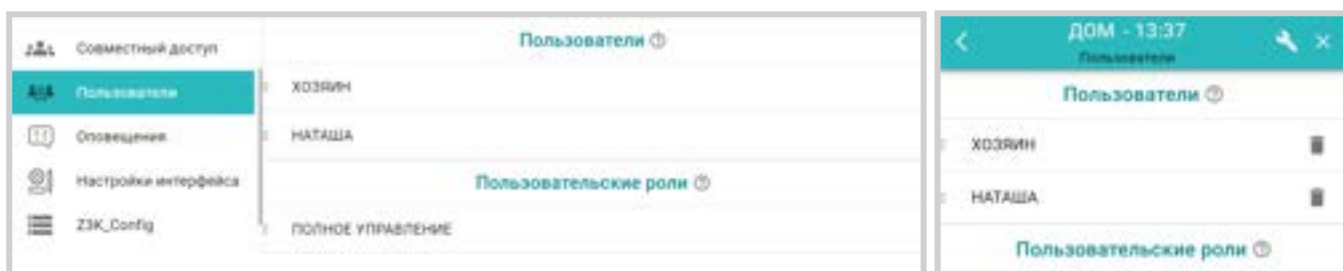 Совместный доступ
Пользователи
Оповещения
Настройки интерфейса
Z3K_Config
Пользователи
ХОЗЯИН
НАТАША
Пользовательские роли
ПОЛНОЕ УПРАВЛЕНИЕ
ДОМ - 13:37
Пользователи
Пользователи
ХОЗЯИН
НАТАША
Пользовательские роли